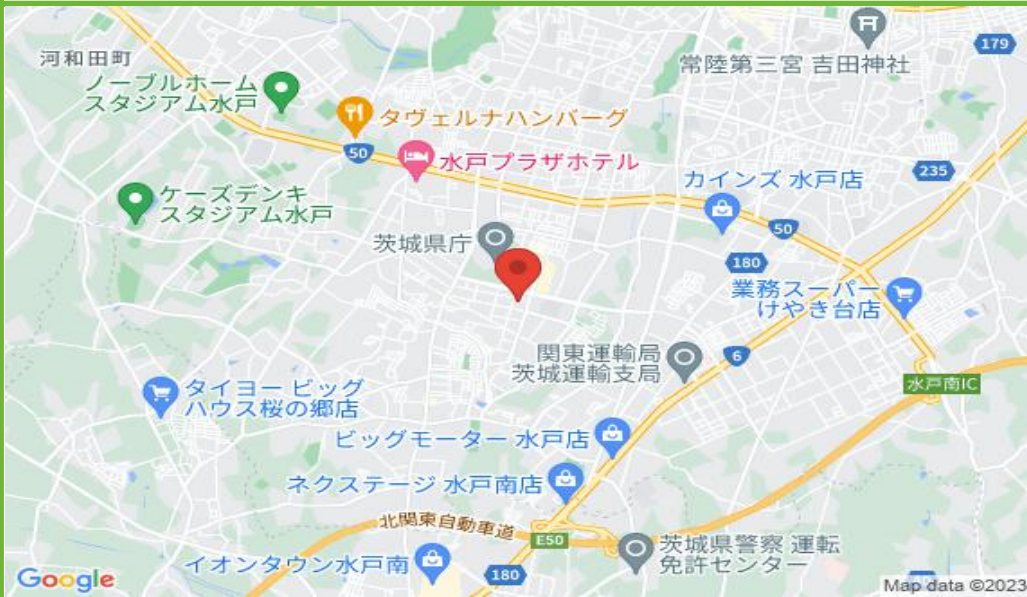 河和田町
ノーブルホーム
スタジアム水戸
常陸第三宮 吉田神社
179
タヴェルナハンバーグ
50
水戸プラザホテル
235
ケーズデンキ
スタジアム水戸
カインズ 水戸店
50
茨城県庁
180
業務スーパー
けやき台店
関東運輸局
茨城運輸支局
6
水戸南IC
タイヨー ビッグ
ハウス桜の郷店
ビッグモーター 水戸店
ネクステージ 水戸南店
北関東自動車道
E50
茨城県警察 運転
免許センター
イオンタウン水戸南
180
Google
Map data ©2023